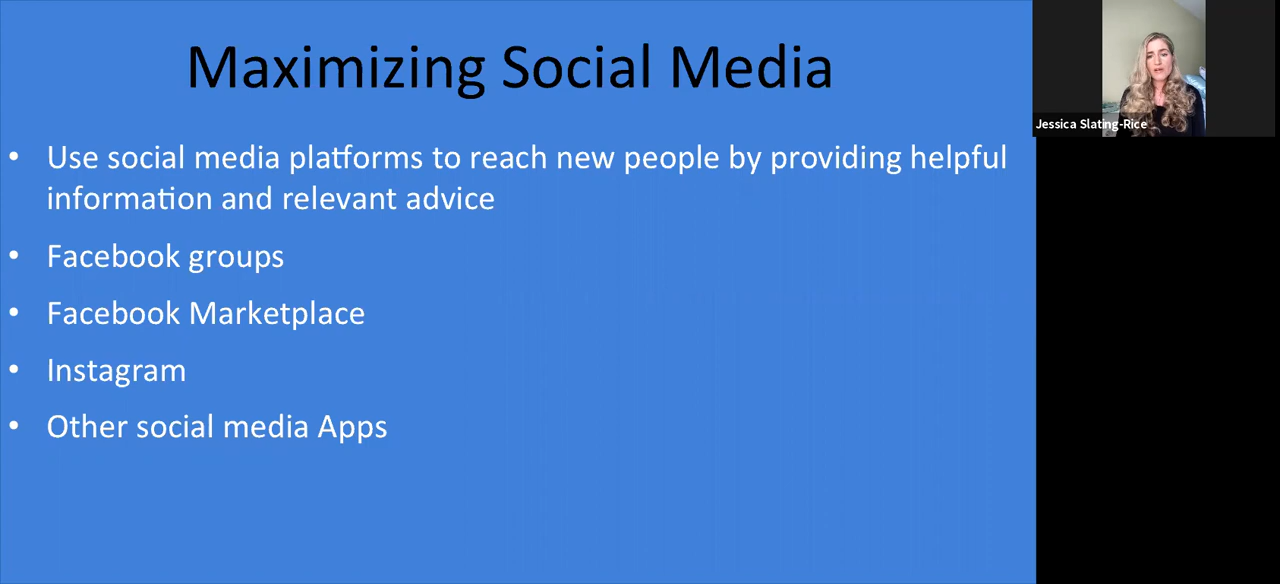 Maximizing Social Media
• Use social media platforms to reach new people by providing helpful
information and relevant advice
• Facebook groups
• Facebook Marketplace
• Instagram
• Other social media Apps
Jessica Slating-Rice